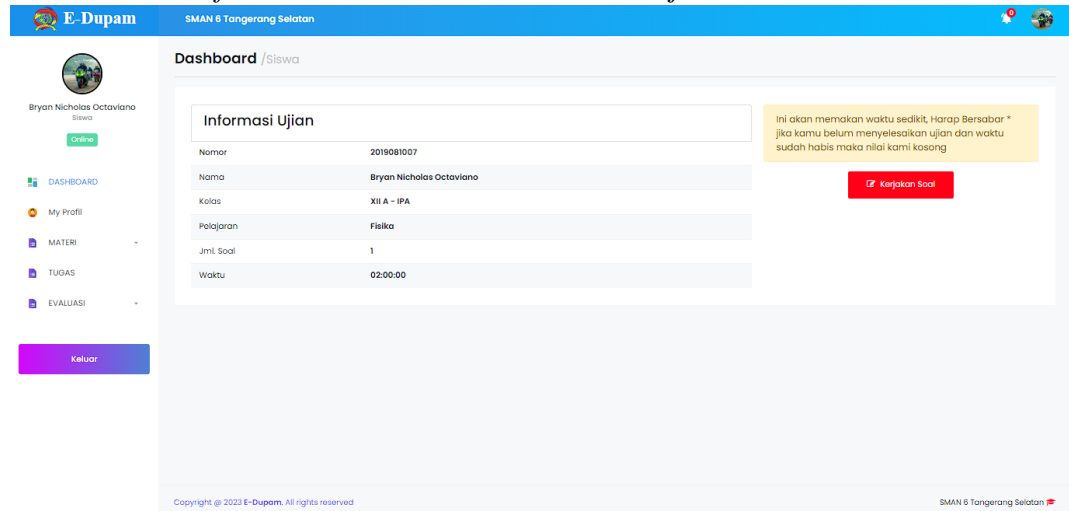 E-Dupam
SMAN 6 Tangerang Selatan
0
Bryan Nicholas Octaviano
Siswa
Online
DASHBOARD
My Profil
MATERI
TUGAS
EVALUASI
Keluar
Dashboard /Siswa
Informasi Ujian
Nomor 2019081007
Nama Bryan Nicholas Octaviano
Kelas XII A - IPA
Pelajaran Fisika
Jml. Soal 1
Waktu 02:00:00
Ini akan memakan waktu sedikit, Harap Bersabar *
jika kamu belum menyelesaikan ujian dan waktu
sudah habis maka nilai kami kosong
Kerjakan Soal
Copyright @ 2023 E-Dupam. All rights reserved
SMAN 6 Tangerang Selatan